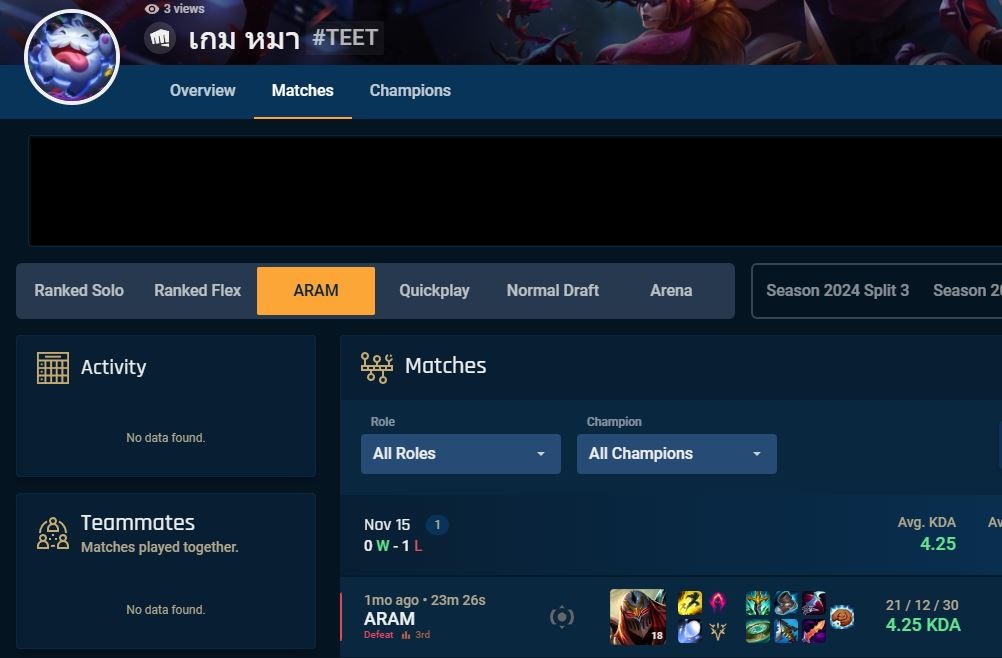 3 views
เกม หมา #TEET
Overview Matches Champions
Ranked Solo Ranked Flex ARAM Quickplay Normal Draft Arena Season 2024 Split 3 Season 20
Activity
No data found.
Teammates
Matches played together.
No data found.
Matches
Role Champion
All Roles All Champions
Nov 15 1 Avg. KDA Av
0 W - 1 L 4.25
1mo ago • 23m 26s
ARAM
Defeat 3rd
18
21 / 12 / 30
4.25 KDA